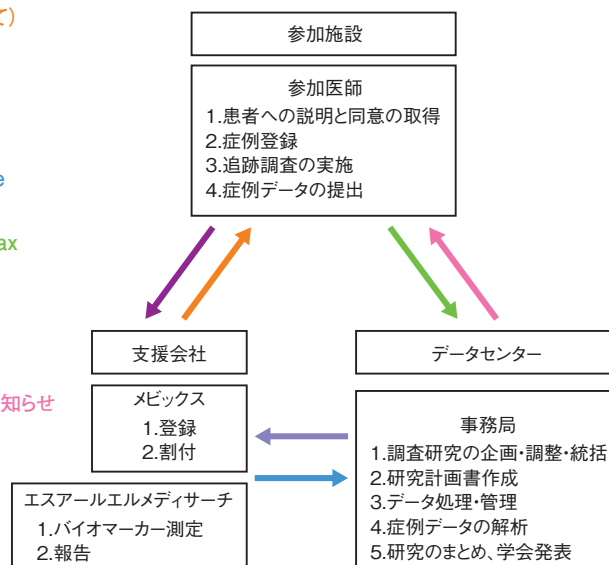 て)
e
ax
知らせ
参加施設
参加医師
1.患者への説明と同意の取得
2.症例登録
3.追跡調査の実施
4.症例データの提出
支援会社
メビックス
1.登録
2.割付
エスアールエルメディサーチ
1.バイオマーカー測定
2.報告
データセンター
事務局
1.調査研究の企画・調整・統括
2.研究計画書作成
3.データ処理・管理
4.症例データの解析
5.研究のまとめ、学会発表